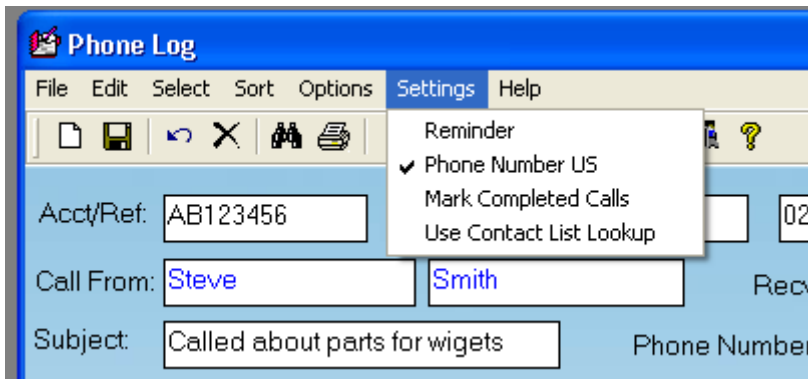 Phone Log
File Edit Select Sort Options Settings Help
Reminder
Phone Number US
Mark Completed Calls
Use Contact List Lookup
Acct/Ref: AB123456 02
Call From: Steve Smith
Subject: Called about parts for wigets Phone Number